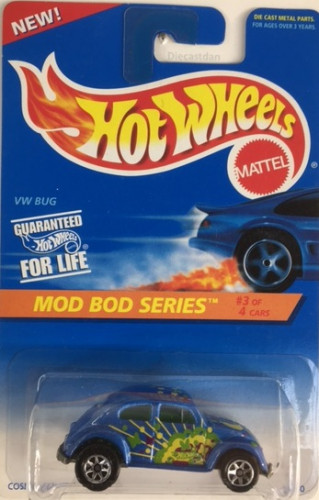 NEW!
DIE CAST METAL PARTS.
FOR AGES OVER 3 YEARS.
Diecastdan
HOT WHEELS
MATTEL
VW BUG
GUARANTEED
Hot Wheels
FOR LIFE
MOD BOD SERIES™
#3 OF
4 CARS